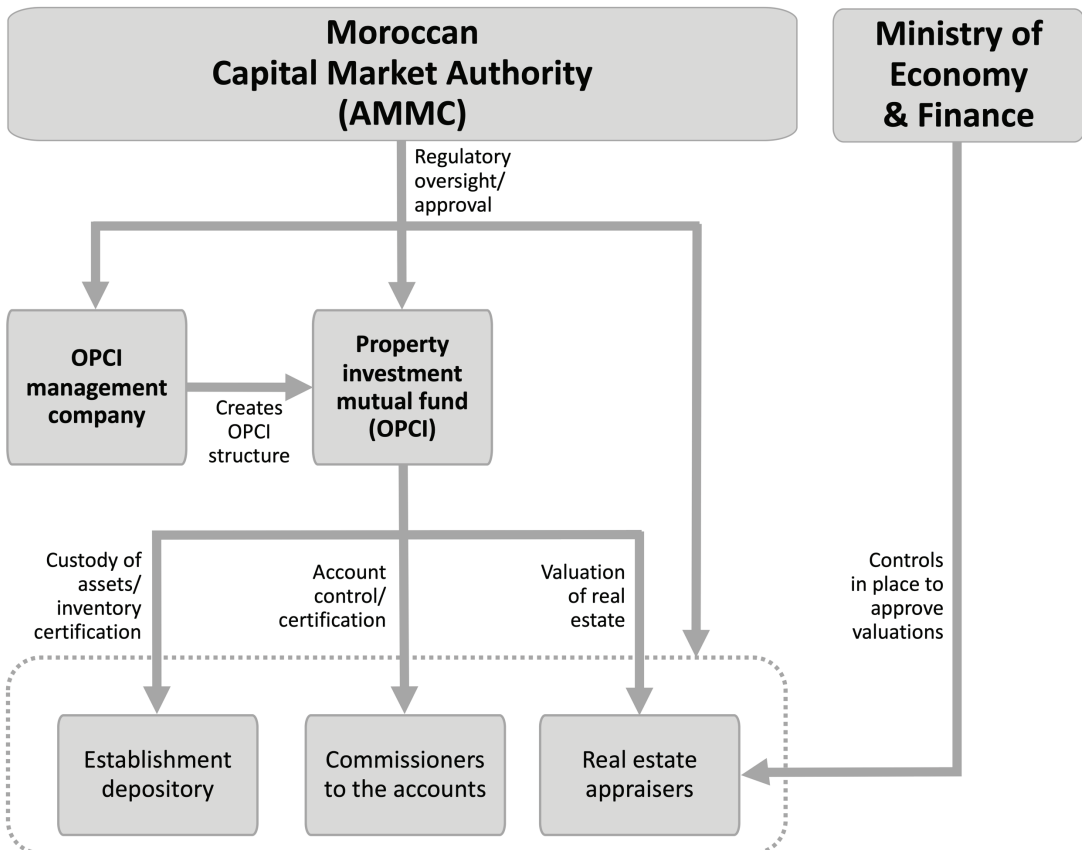 Moroccan
Capital Market Authority
(AMMC)
Ministry of
Economy
& Finance
Regulatory
oversight/
approval
OPCI
management
company
Creates
OPCI
structure
Property
investment
mutual fund
(OPCI)
Custody of
assets/
inventory
certification
Account
control/
certification
Valuation
of real
estate
Controls
in place to
approve
valuations
Establishment
depository
Commissioners
to the accounts
Real estate
appraisers